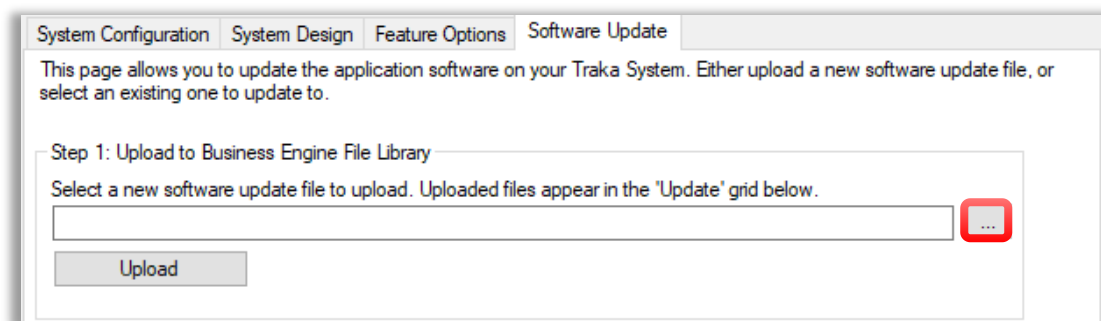 System Configuration System Design Feature Options Software Update
This page allows you to update the application software on your Traka System. Either upload a new software update file, or
select an existing one to update to.
Step 1: Upload to Business Engine File Library
Select a new software update file to upload. Uploaded files appear in the "Update" grid below.
...
Upload